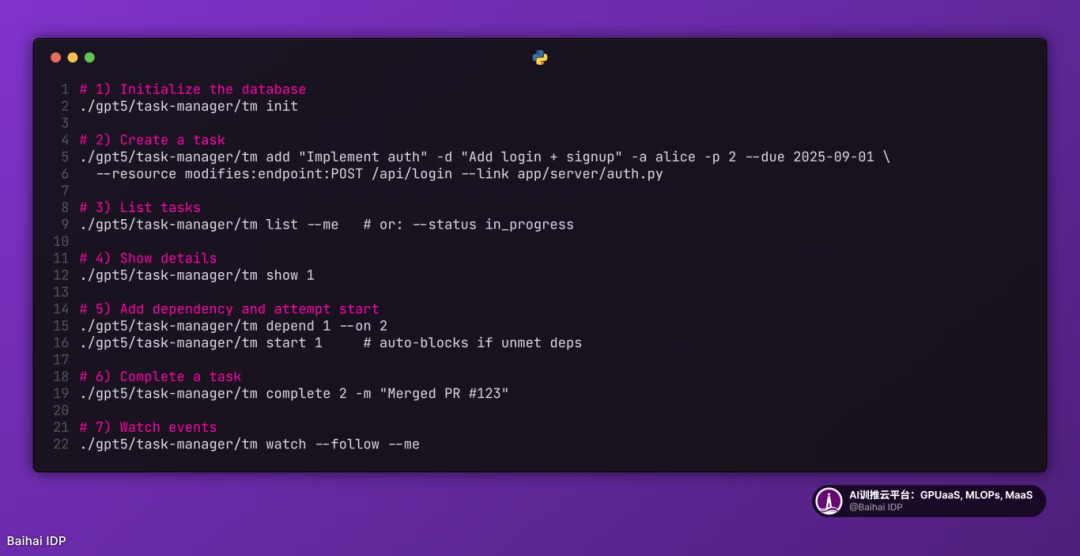 1 # 1) Initialize the database
2 ./gpt5/task-manager/tm init
3
4 # 2) Create a task
5 ./gpt5/task-manager/tm add "Implement auth" -d "Add login + signup" -a alice -p 2 --due 2025-09-01 \
6   --resource modifies:endpoint:POST /api/login --link app/server/auth.py
7
8 # 3) List tasks
9 ./gpt5/task-manager/tm list --me   # or: --status in_progress
10
11 # 4) Show details
12 ./gpt5/task-manager/tm show 1
13
14 # 5) Add dependency and attempt start
15 ./gpt5/task-manager/tm depend 1 --on 2
16 ./gpt5/task-manager/tm start 1     # auto-blocks if unmet deps
17
18 # 6) Complete a task
19 ./gpt5/task-manager/tm complete 2 -m "Merged PR #123"
20
21 # 7) Watch events
22 ./gpt5/task-manager/tm watch --follow --me
AI训推云平台：GPUaaS, MLOPs, MaaS
@Baihai IDP
Baihai IDP